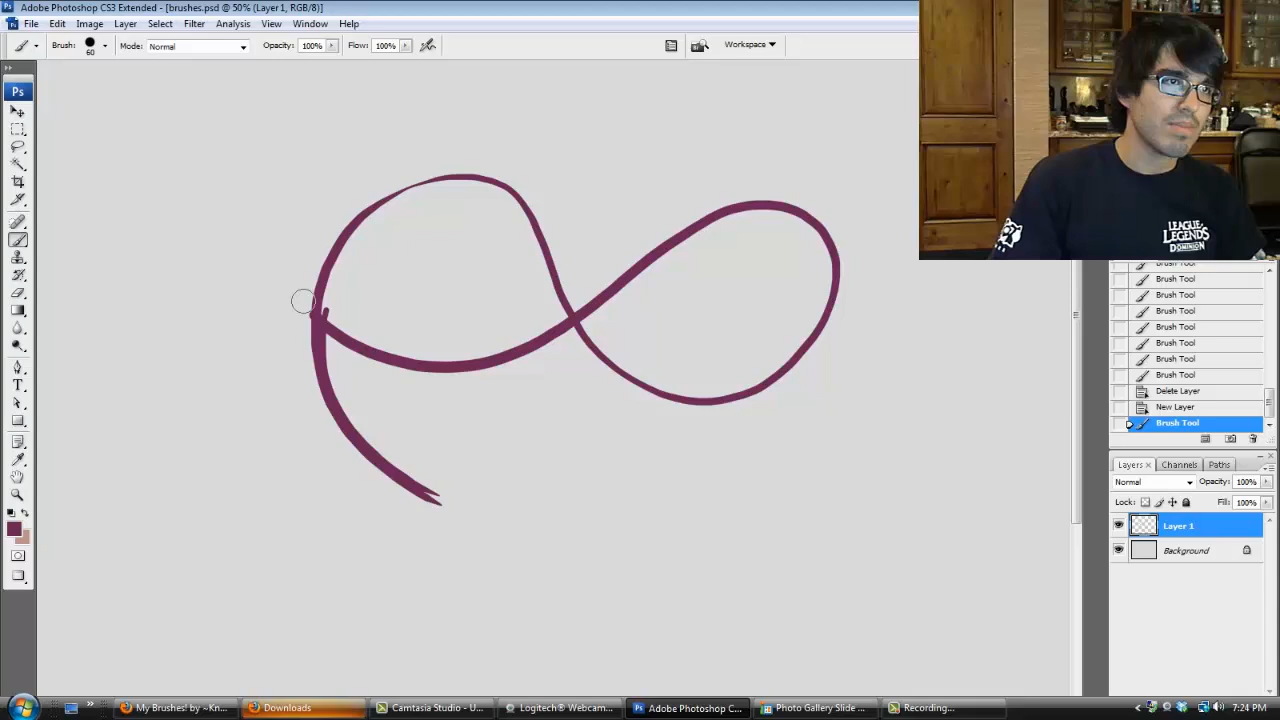 Adobe Photoshop CS3 Extended - [brushes.psd @ 50% (Layer 1, RGB/8)]
File Edit Image Layer Select Filter Analysis View Window Help
Brush: 60 Mode: Normal Opacity: 100% Flow: 100% Workspace
Ps
LEAGUE
LEGENDS
DOMINION
Brush Tool
Brush Tool
Brush Tool
Brush Tool
Brush Tool
Brush Tool
Brush Tool
Brush Tool
Delete Layer
New Layer
Brush Tool
Layers Channels Paths
Normal Opacity: 100%
Lock: Fill: 100%
Layer 1
Background
T
My Brushes! by ~Kn... Downloads Camtasia Studio - U... Logitech® Webcam... Adobe Photoshop C... Photo Gallery Slide ... Recording... 7:24 PM